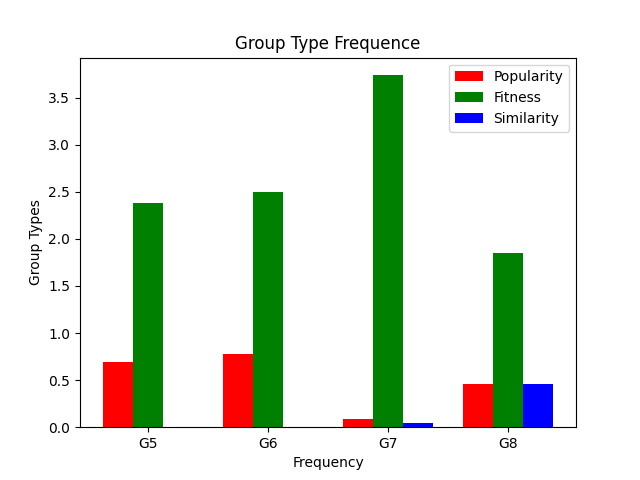 Group Type Frequence
Popularity
Fitness
Similarity
3.5
3.0
2.5
2.0
1.5
1.0
0.5
0.0
Group Types
G5 G6 G7 G8
Frequency